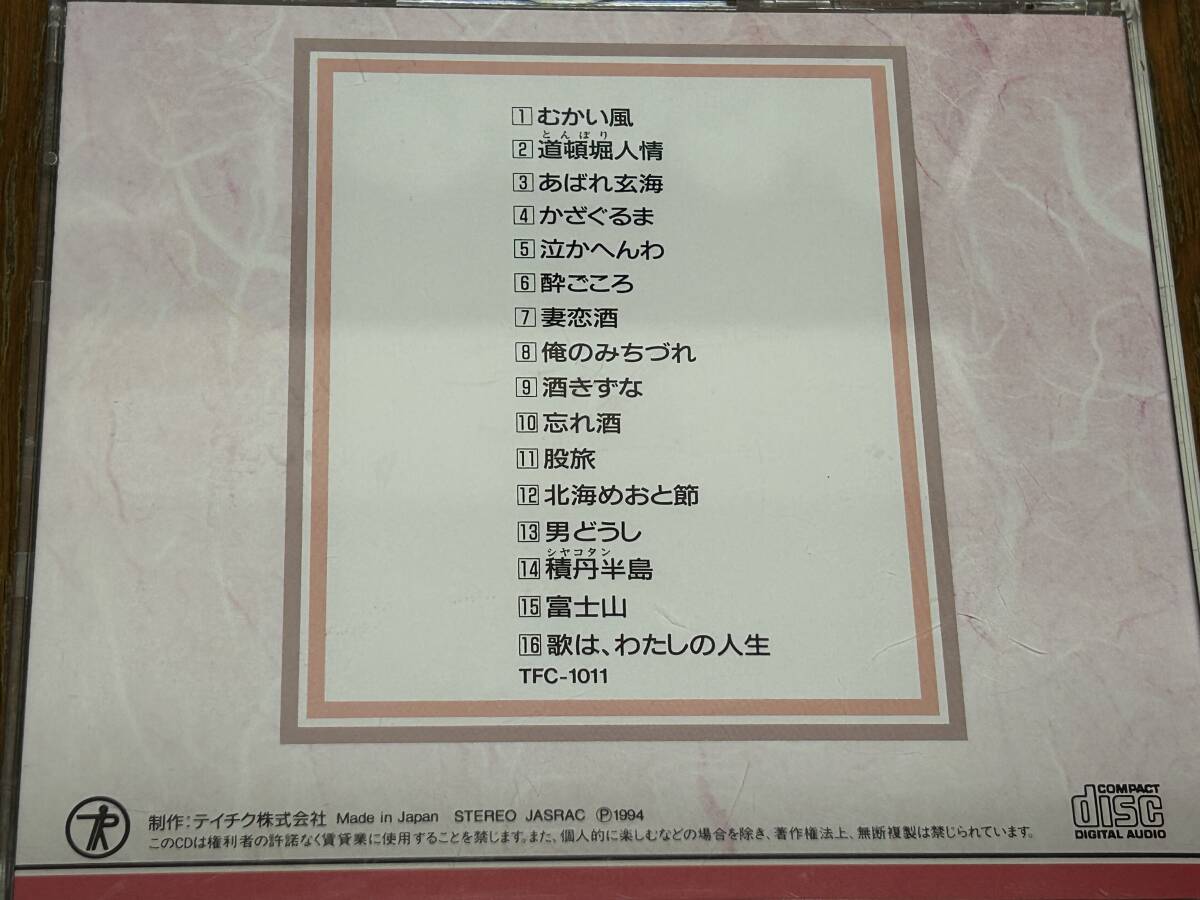 1 むかい風
とんぼり
2 道頓堀人情
3 あばれ玄海
4 かざぐるま
5 泣かへんわ
6 酔ごころ
7 妻恋酒
8 俺のみちづれ
9 酒きずな
10 忘れ酒
11 股旅
12 北海めおと節
13 男どうし
シヤコタン
14 積丹半島
15 富士山
16 歌は、わたしの人生
TFC-1011
制作:テイチク株式会社 Made in Japan STEREO JASRAC Ⓟ1994
このCDは権利者の許諾なく賃貸業に使用することを禁じます。また、個人的に楽しむなどの場合を除き、著作権法上、無断複製は禁じられています。
COMPACT
disc
DIGITAL AUDIO